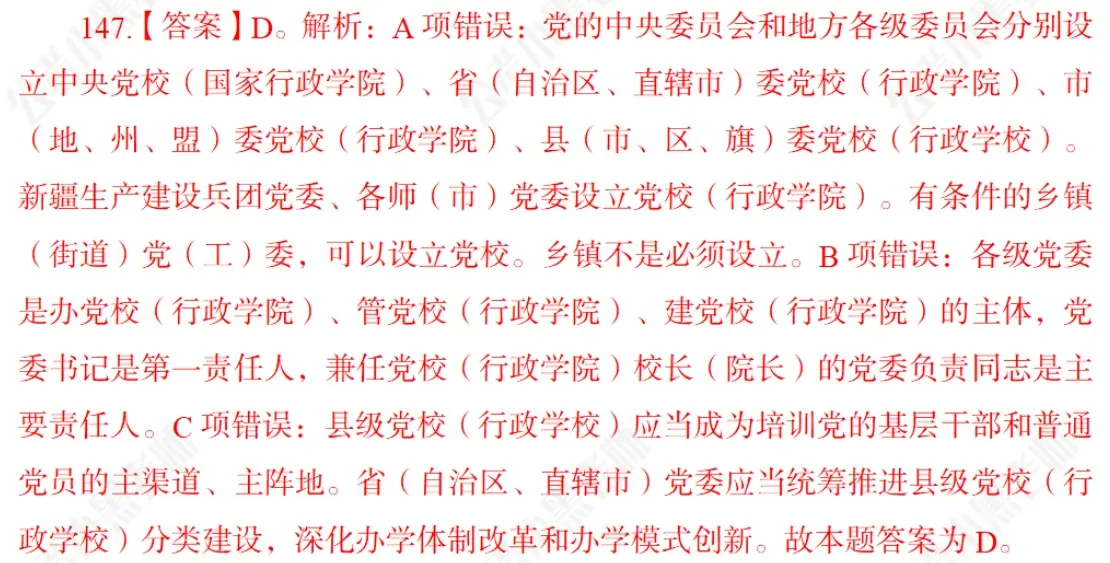 147.【答案】D。解析：A 项错误：党的中央委员会和地方各级委员会分别设
立中央党校（国家行政学院）、省（自治区、直辖市）委党校（行政学院）、市
（地、州、盟）委党校（行政学院）、县（市、区、旗）委党校（行政学校）。
新疆生产建设兵团党委、各师（市）党委设立党校（行政学院）。有条件的乡镇
（街道）党（工）委，可以设立党校。乡镇不是必须设立。B 项错误：各级党委
是办党校（行政学院）、管党校（行政学院）、建党校（行政学院）的主体，党
委书记是第一责任人，兼任党校（行政学院）校长（院长）的党委负责同志是主
要责任人。C 项错误：县级党校（行政学校）应当成为培训党的基层干部和普通
党员的主渠道、主阵地。省（自治区、直辖市）党委应当统筹推进县级党校（行
政学校）分类建设，深化办学体制改革和办学模式创新。故本题答案为 D。